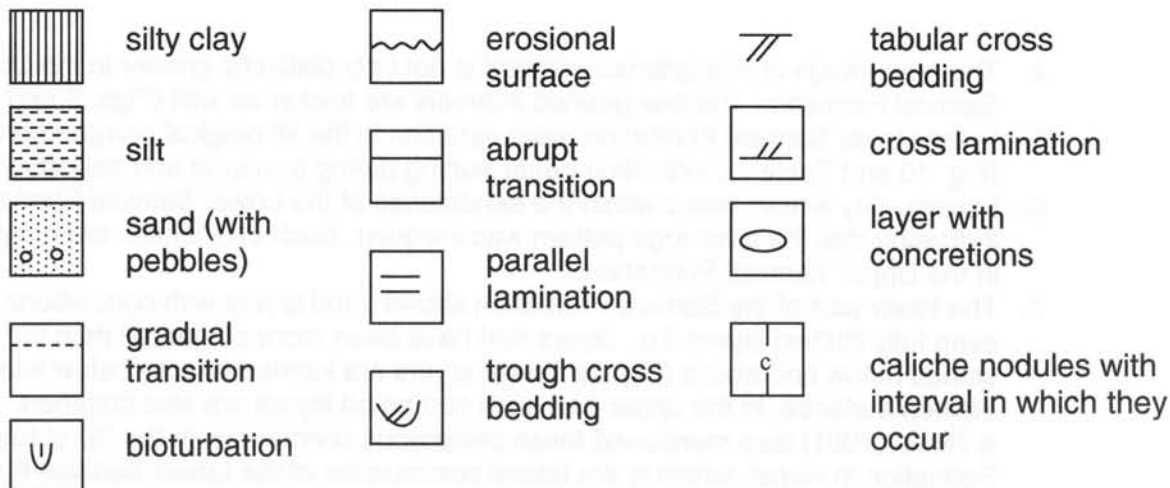 silty clay
silt
sand (with
pebbles)
gradual
transition
bioturbation
erosional
surface
abrupt
transition
parallel
lamination
trough cross
bedding
tabular cross
bedding
cross lamination
layer with
concretions
c
caliche nodules with
interval in which they
occur